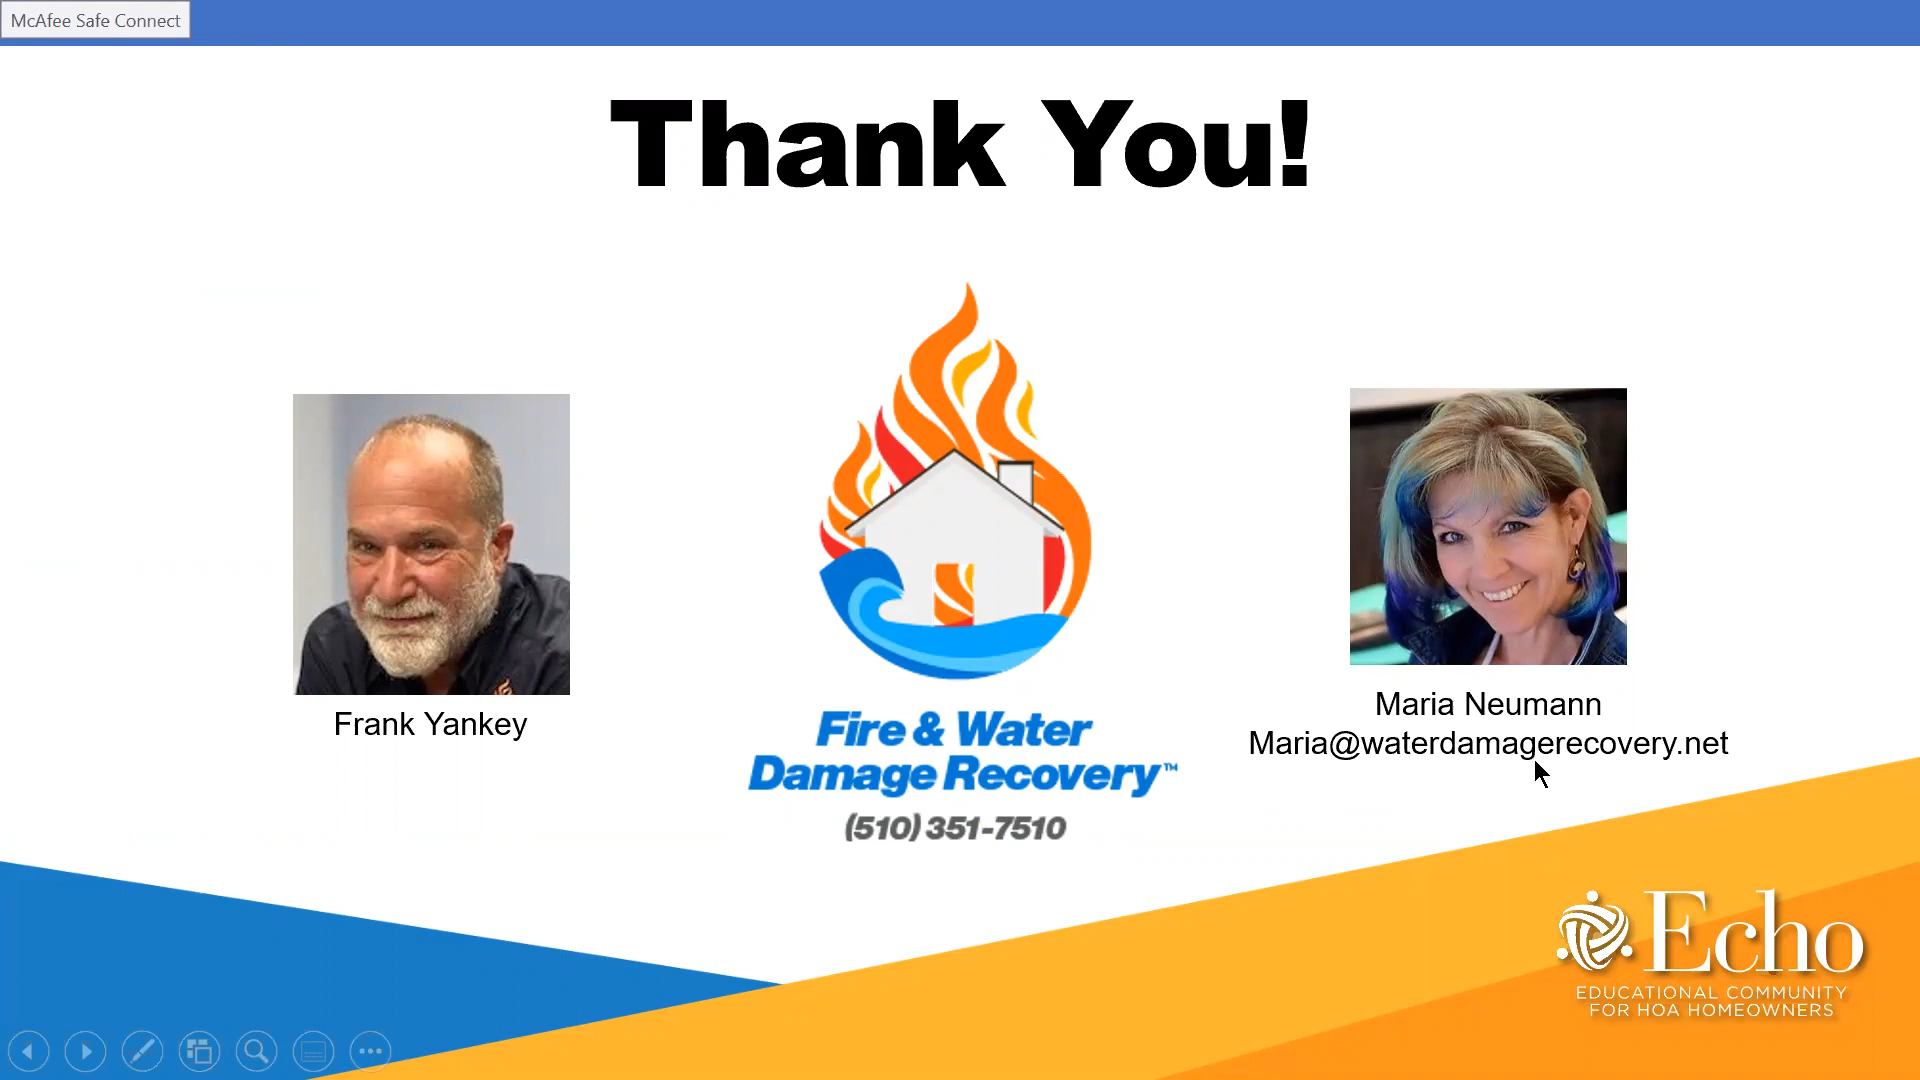 McAfee Safe Connect
Thank You!
Frank Yankey
Fire & Water
Damage Recovery™
(510) 351-7510
Maria Neumann
Maria@waterdamagerecovery.net
Echo
EDUCATIONAL COMMUNITY
FOR HOA HOMEOWNERS